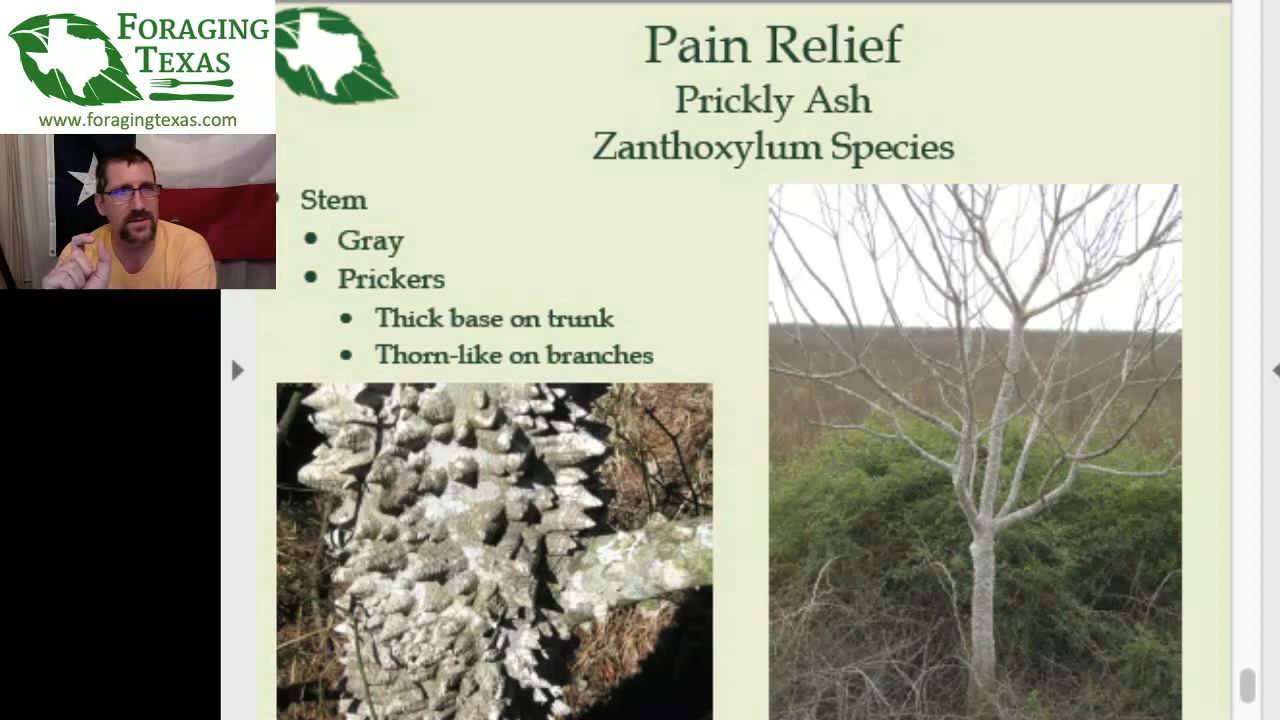 FORAGING
TEXAS
www.foragingtexas.com
Pain Relief
Prickly Ash
Zanthoxylum Species
Stem
Gray
Prickers
Thick base on trunk
Thorn-like on branches